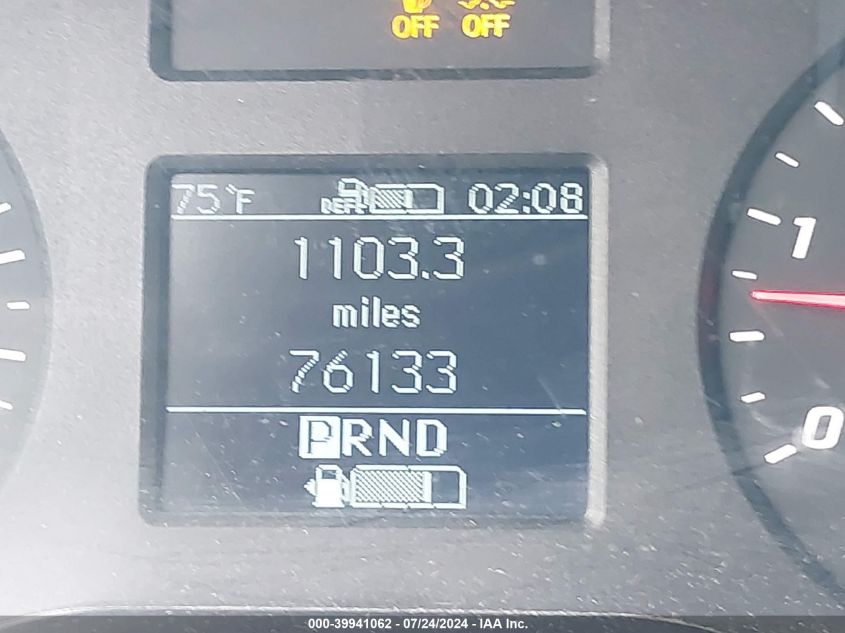 OFF OFF
75°F DEF 02:08
1103.3
miles
76133
PRND
1
0
000-39941062 - 07/24/2024 - IAA Inc.